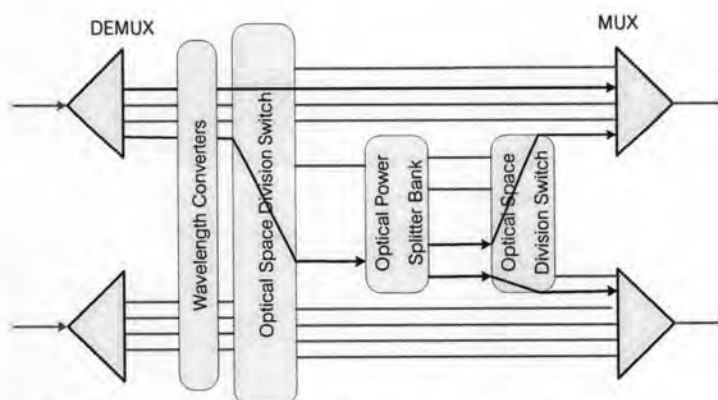 DEMUX
MUX
Wavelength Converters
Optical Space Division Switch
Optical Power
Splitter Bank
Optical Space
Division Switch